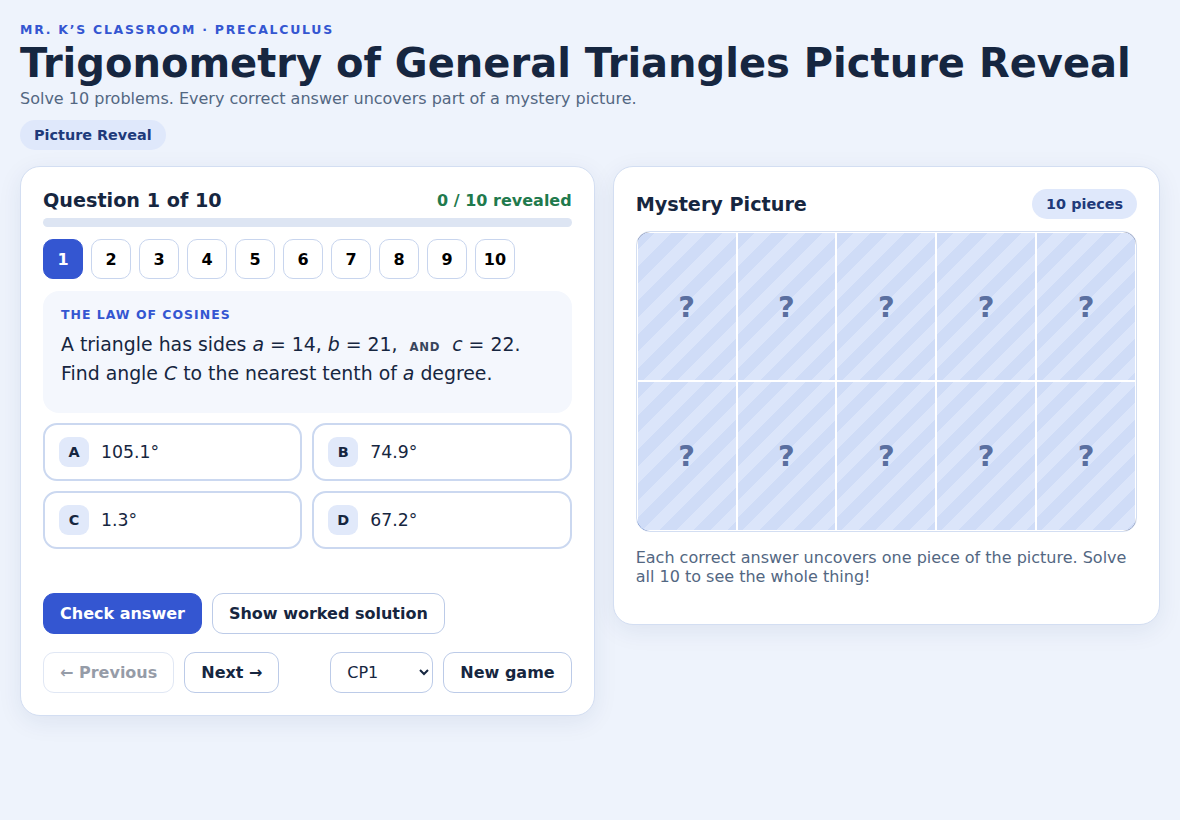 MR. K’S CLASSROOM · PRECALCULUS
Trigonometry of General Triangles Picture Reveal
Solve 10 problems. Every correct answer uncovers part of a mystery picture.
Picture Reveal
Question 1 of 10
0 / 10 revealed
1 2 3 4 5 6 7 8 9 10
THE LAW OF COSINES
A triangle has sides a = 14, b = 21, AND c = 22.
Find angle C to the nearest tenth of a degree.
A 105.1°
B 74.9°
C 1.3°
D 67.2°
Check answer
Show worked solution
← Previous
Next →
CP1
New game
Mystery Picture
10 pieces
? ? ? ? ?
? ? ? ? ?
Each correct answer uncovers one piece of the picture. Solve
all 10 to see the whole thing!